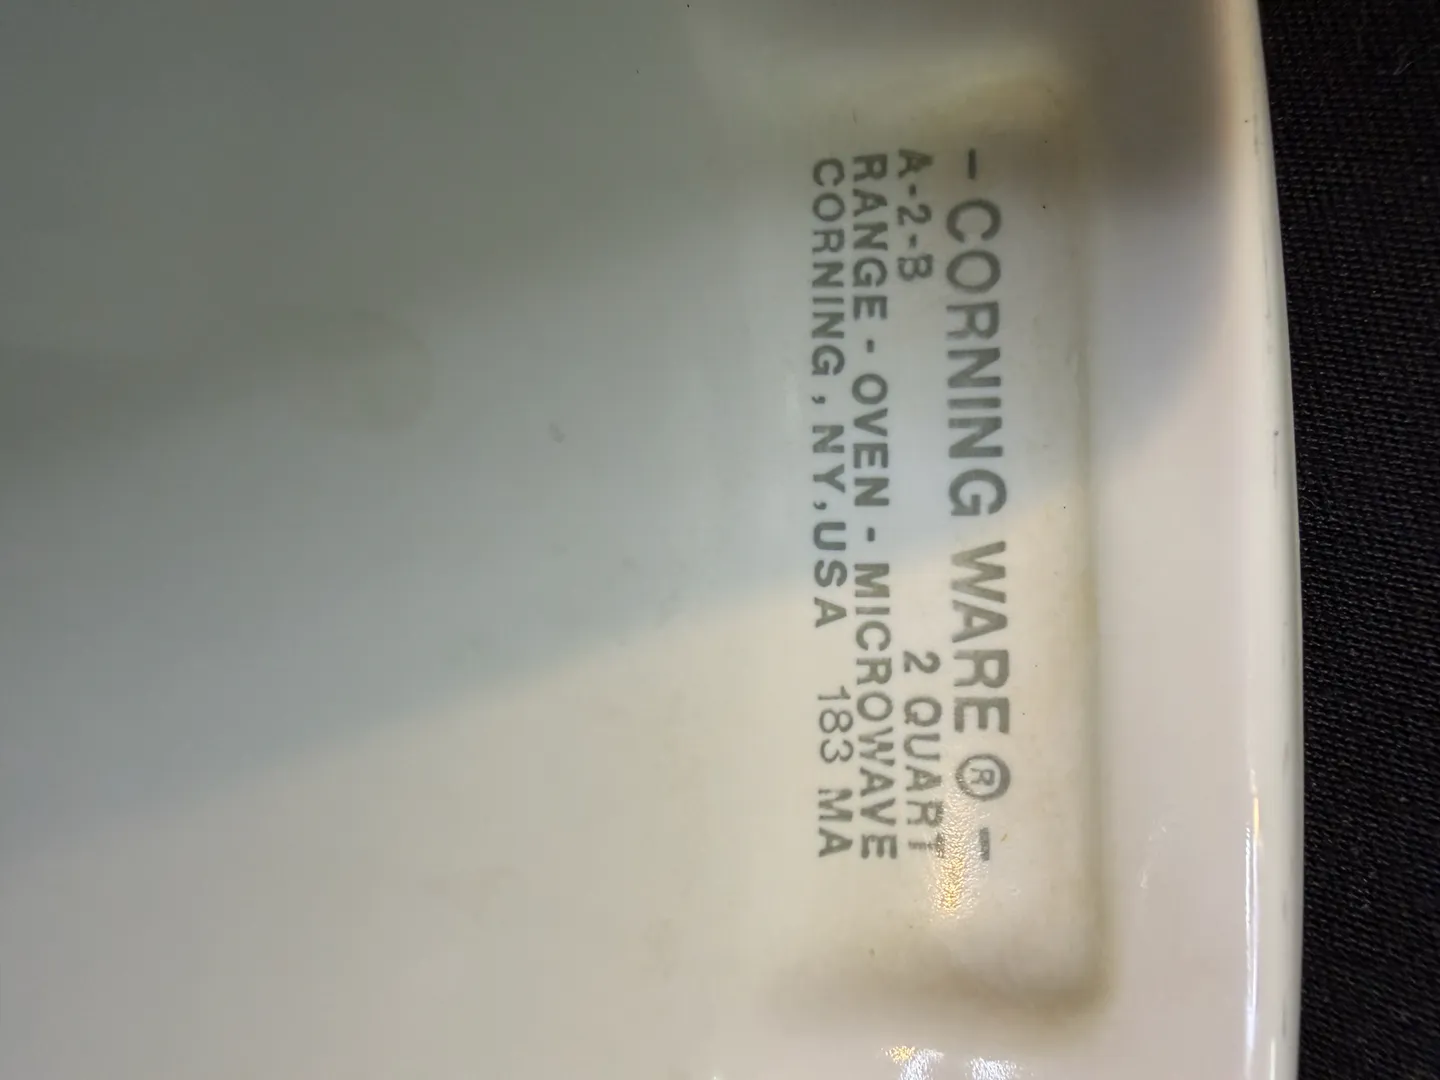 - CORNING WARE ® -
A-2-B 2 QUART
RANGE - OVEN - MICROWAVE
CORNING, NY, USA 183 MA